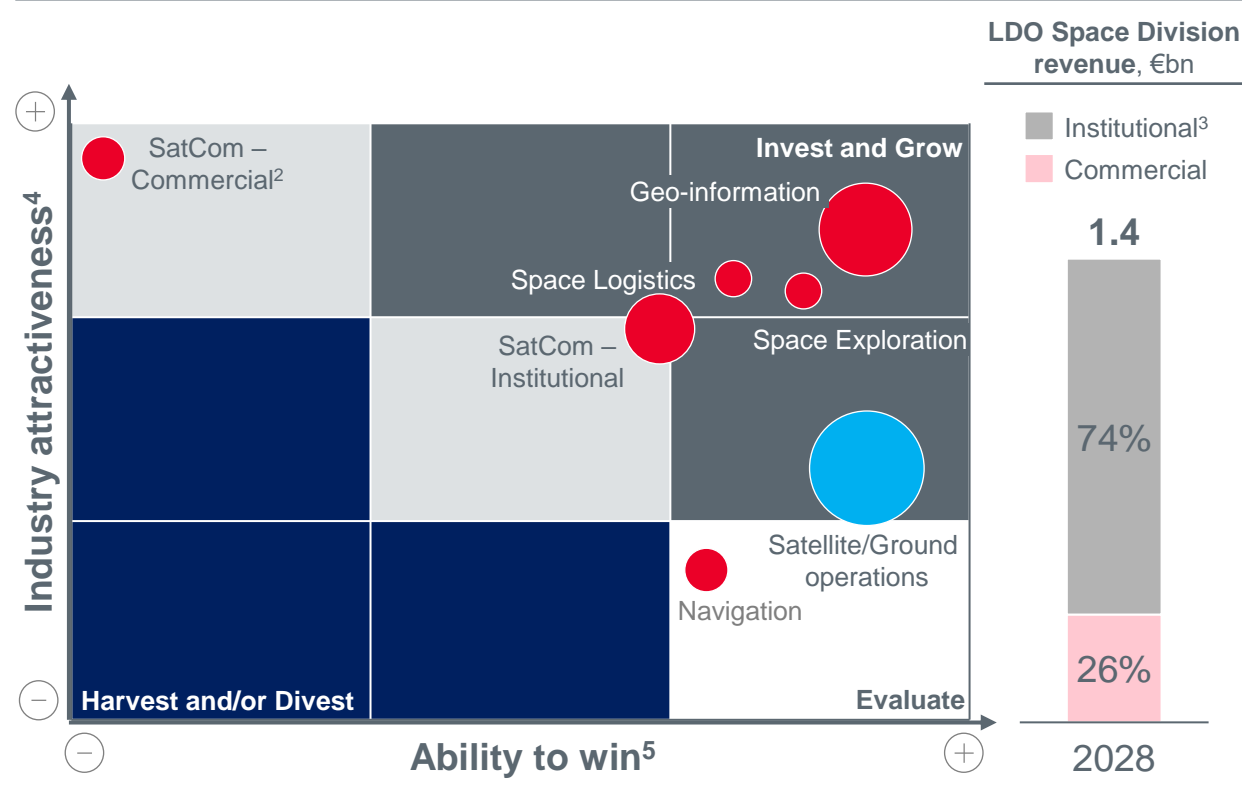 LDO Space Division
revenue, €bn
Institutional³
Commercial
SatCom –
Commercial²
Invest and Grow
Geo-information
Space Logistics
SatCom –
Institutional
Space Exploration
Satellite/Ground
operations
Navigation
Harvest and/or Divest
Evaluate
Industry attractiveness⁴
Ability to win⁵
1.4
74%
26%
2028